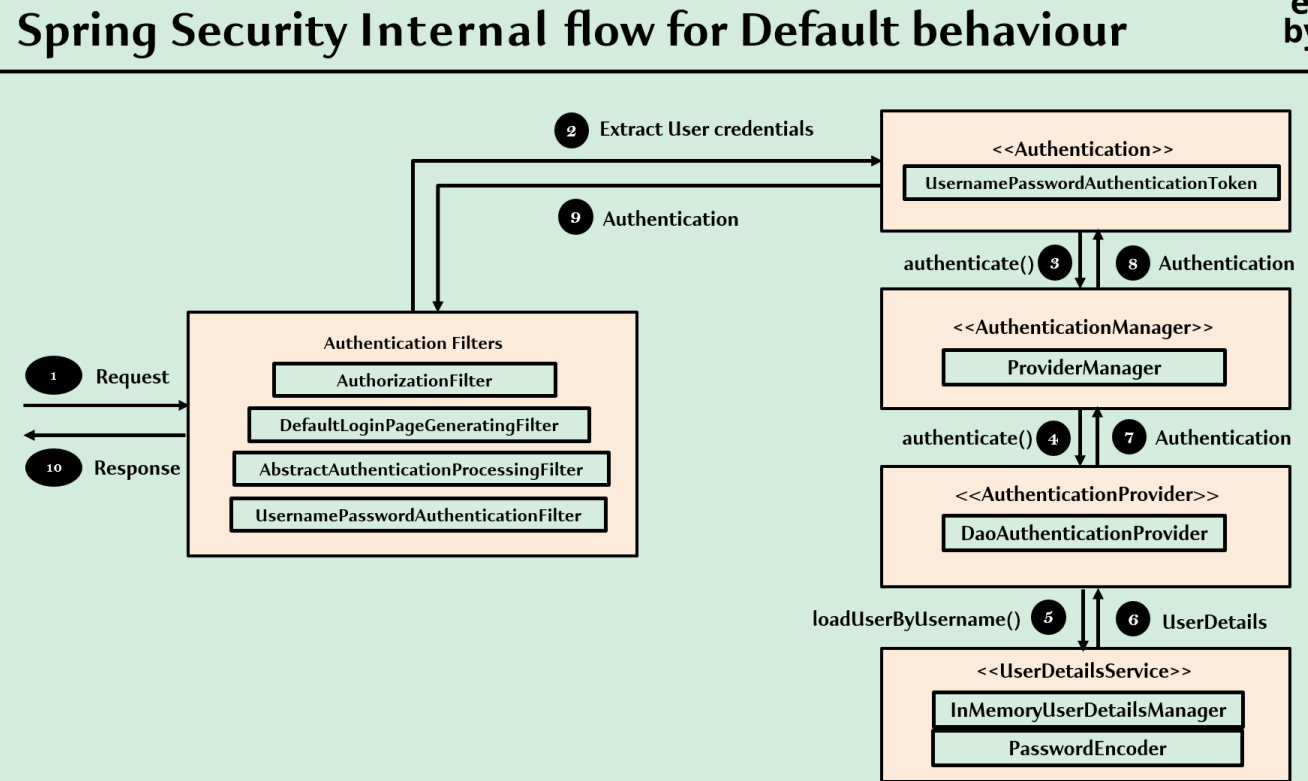 Spring Security Internal flow for Default behaviour
2 Extract User credentials
<<Authentication>>
UsernamePasswordAuthenticationToken
9 Authentication
authenticate() 3
8 Authentication
Authentication Filters
AuthorizationFilter
DefaultLoginPageGeneratingFilter
AbstractAuthenticationProcessingFilter
UsernamePasswordAuthenticationFilter
1 Request
10 Response
<<AuthenticationManager>>
ProviderManager
authenticate() 4
7 Authentication
<<AuthenticationProvider>>
DaoAuthenticationProvider
loadUserByUsername() 5
6 UserDetails
<<UserDetailsService>>
InMemoryUserDetailsManager
PasswordEncoder